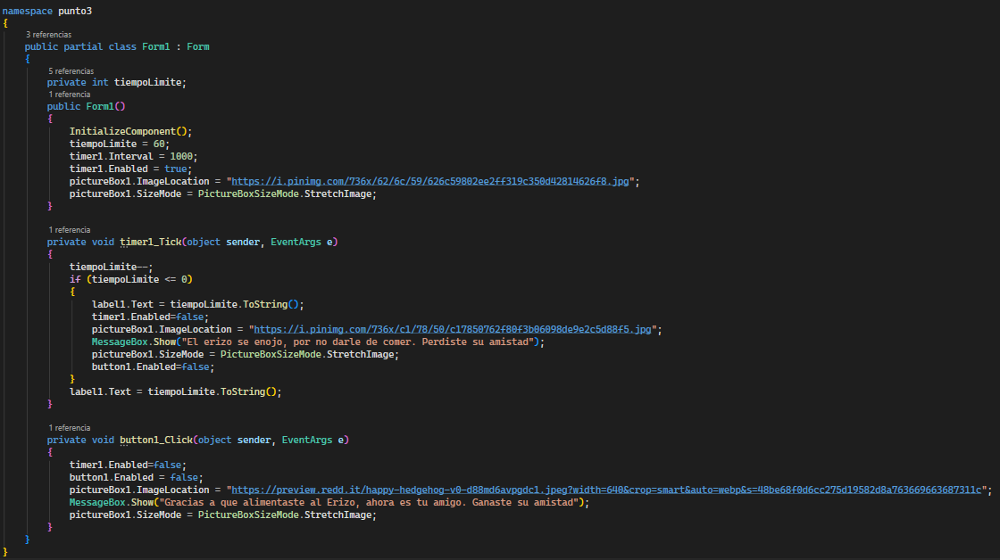 namespace punto3
{
3 referencias
public partial class Form1 : Form
{
5 referencias
private int tiempoLimite;
1 referencia
public Form1()
{
InitializeComponent();
tiempoLimite = 60;
timer1.Interval = 1000;
timer1.Enabled = true;
pictureBox1.ImageLocation = "https://i.pinimg.com/736x/62/6c/59/626c59802ee2ff319c350d42814626f8.jpg";
pictureBox1.SizeMode = PictureBoxSizeMode.StretchImage;
}
1 referencia
private void timer1_Tick(object sender, EventArgs e)
{
tiempoLimite--;
if (tiempoLimite <= 0)
{
label1.Text = tiempoLimite.ToString();
timer1.Enabled=false;
pictureBox1.ImageLocation = "https://i.pinimg.com/736x/c1/78/50/c17850762f80f3b06098de9e2c5d88f5.jpg";
MessageBox.Show("El erizo se enojo, por no darle de comer. Perdiste su amistad");
pictureBox1.SizeMode = PictureBoxSizeMode.StretchImage;
button1.Enabled=false;
}
label1.Text = tiempoLimite.ToString();
}
1 referencia
private void button1_Click(object sender, EventArgs e)
{
timer1.Enabled=false;
button1.Enabled = false;
pictureBox1.ImageLocation = "https://preview.redd.it/happy-hedgehog-v0-d88md6avpgdc1.jpeg?width=640&crop=smart&auto=webp&s=48be68f0d6cc275d19582d8a763669663687311c";
MessageBox.Show("Gracias a que alimentaste al Erizo, ahora es tu amigo. Ganaste su amistad");
pictureBox1.SizeMode = PictureBoxSizeMode.StretchImage;
}
}
}